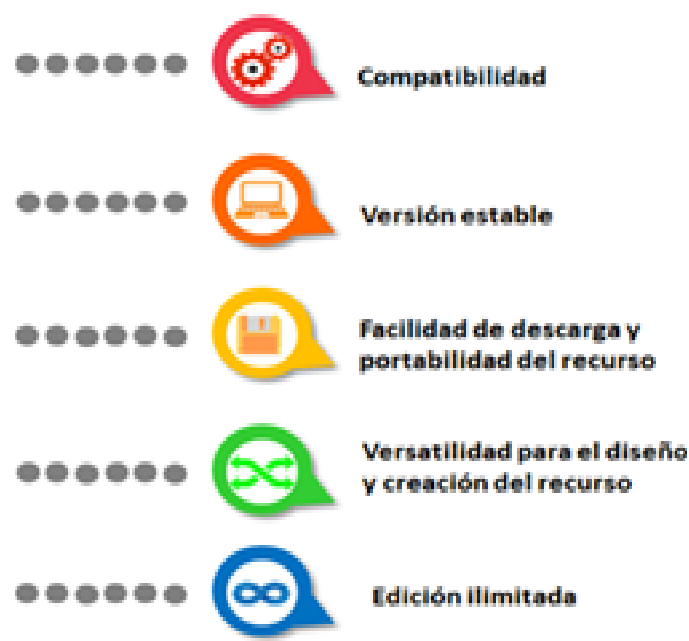 Compatibilidad
Versión estable
Facilidad de descarga y
portabilidad del recurso
Versatilidad para el diseño
y creación del recurso
Edición ilimitada